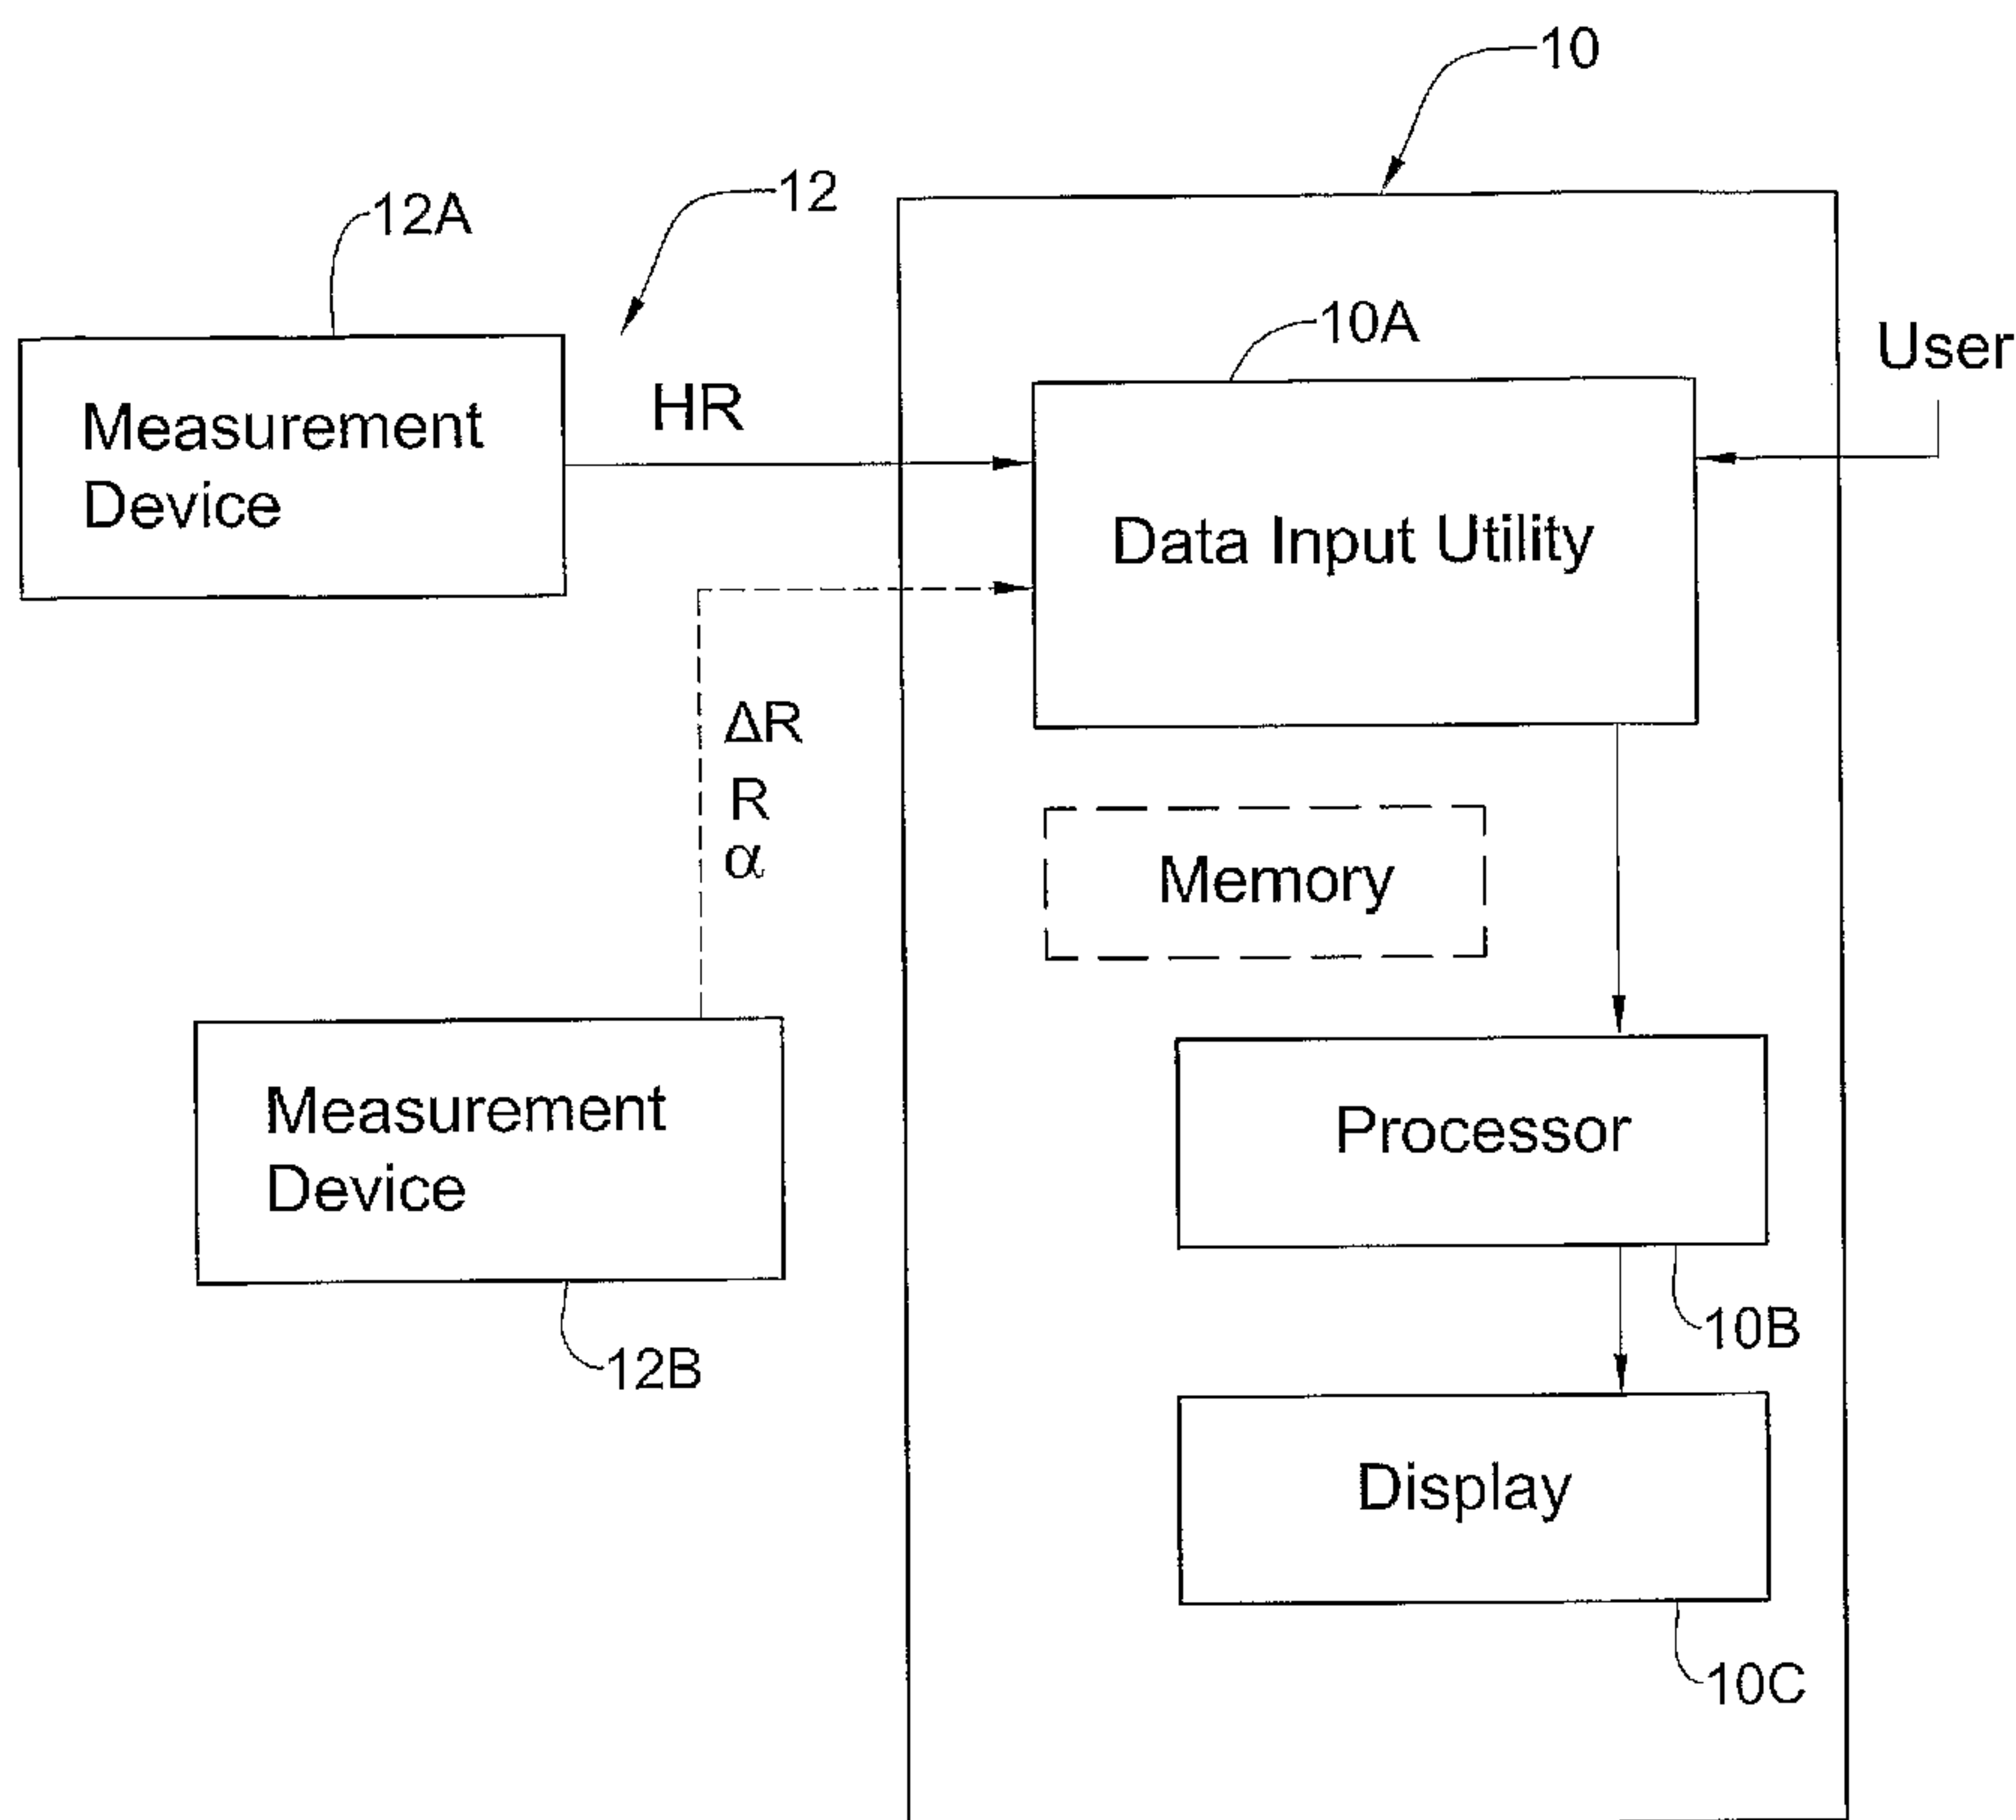 10
12
12A
10A
User
HR
Measurement
Device
Data Input Utility
ΔR
R
α
Memory
Measurement
Device
Processor
10B
12B
Display
10C